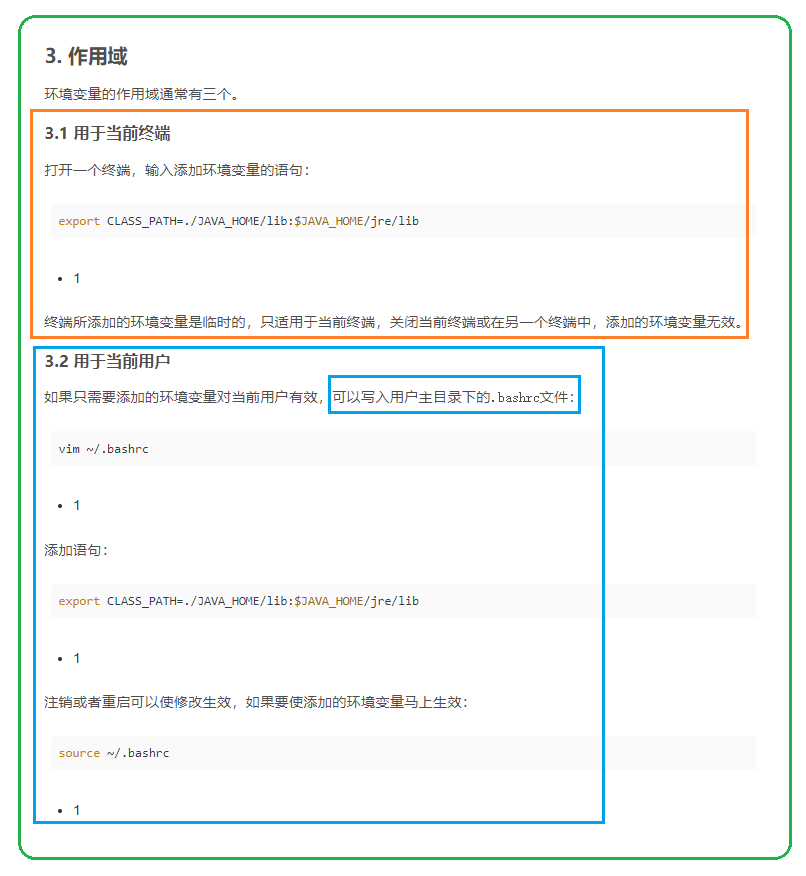 3. 作用域
环境变量的作用域通常有三个。
3.1 用于当前终端
打开一个终端，输入添加环境变量的语句：
export CLASS_PATH=./JAVA_HOME/lib:$JAVA_HOME/jre/lib
• 1
终端所添加的环境变量是临时的，只适用于当前终端，关闭当前终端或在另一个终端中，添加的环境变量无效。
3.2 用于当前用户
如果只需要添加的环境变量对当前用户有效，可以写入用户主目录下的.bashrc文件：
vim ~/.bashrc
• 1
添加语句：
export CLASS_PATH=./JAVA_HOME/lib:$JAVA_HOME/jre/lib
• 1
注销或者重启可以使修改生效，如果要使添加的环境变量马上生效：
source ~/.bashrc
• 1